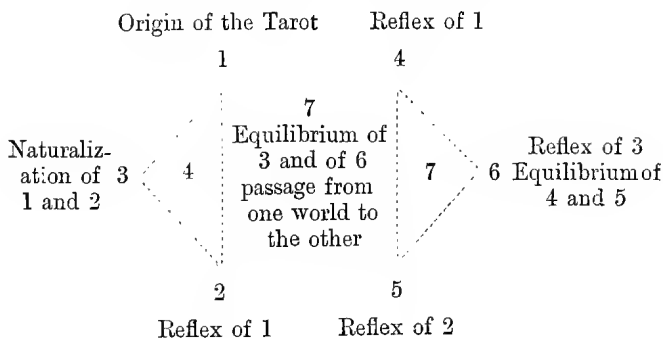 Origin of the Tarot Reflex of 1
1 4
7
Equilibrium of
3 and of 6
passage from
one world to
the other
Naturaliz-
ation of 3
1 and 2
4
7
6
Reflex of 3
Equilibrium of
4 and 5
2 5
Reflex of 1 Reflex of 2